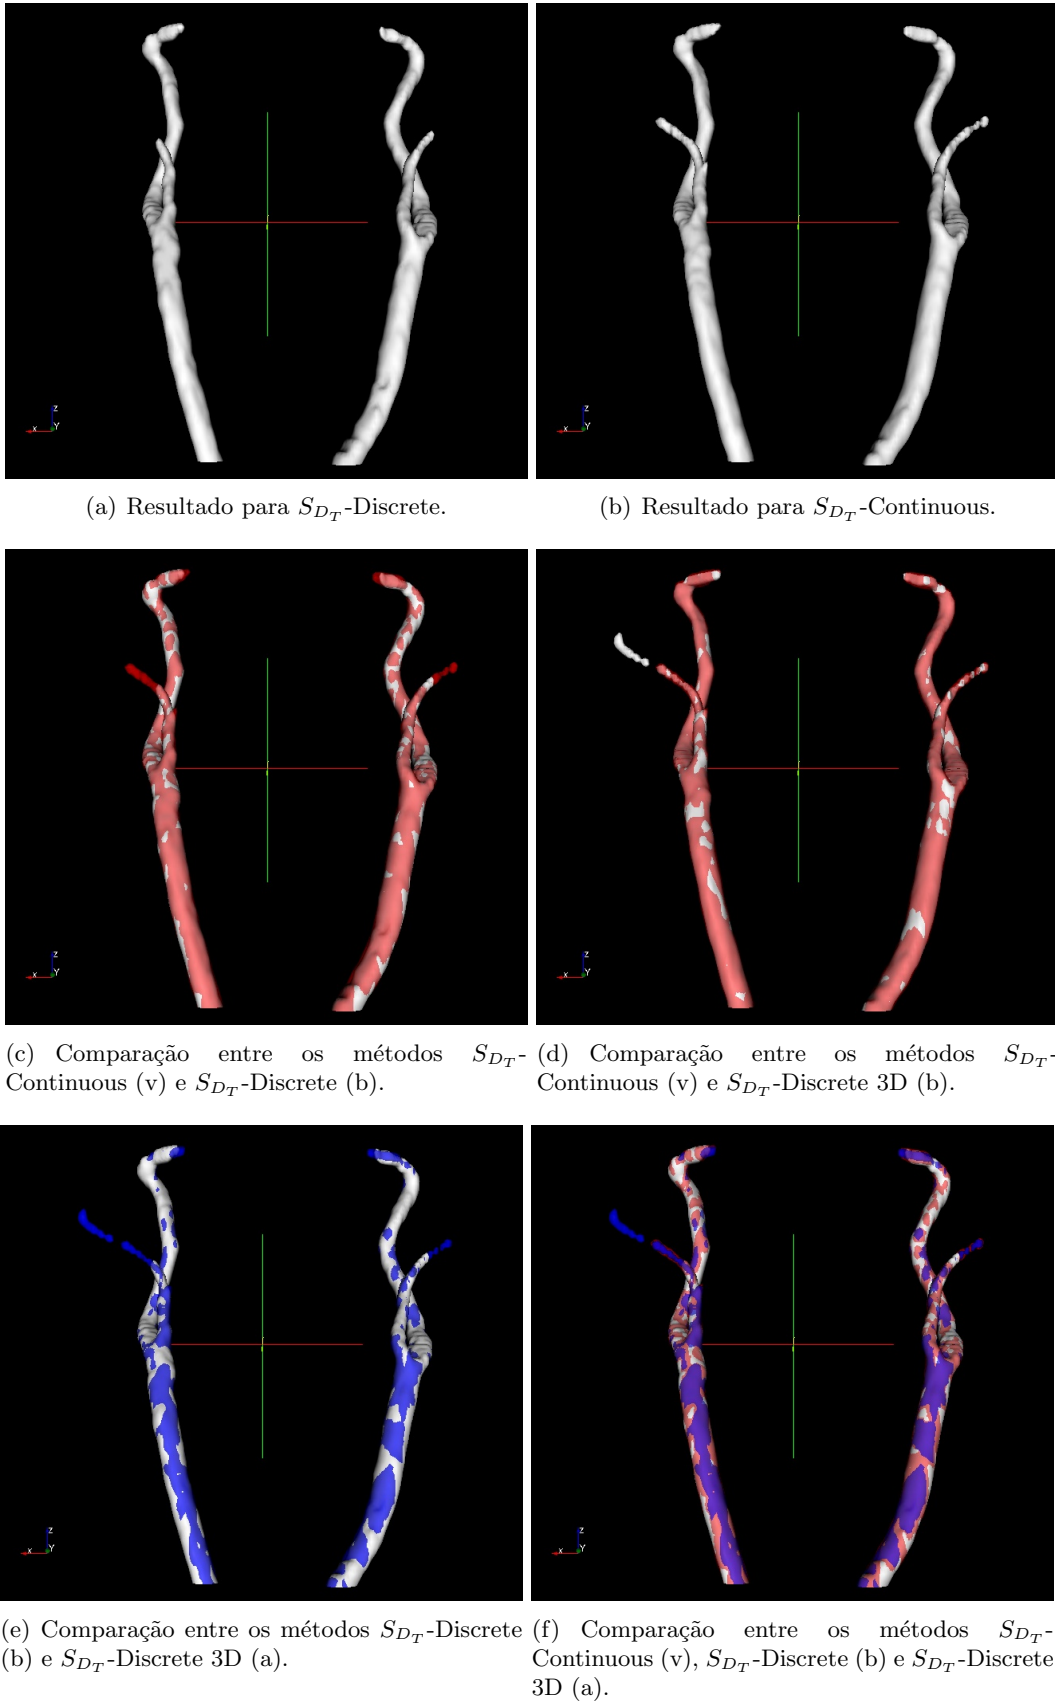 z
x
Y
z
x
Y
(a) Resultado para S_{D_T}-Discrete.
(b) Resultado para S_{D_T}-Continuous.
z
x
Y
z
x
Y
(c) Comparação entre os métodos S_{D_T}-
Continuous (v) e S_{D_T}-Discrete (b).
(d) Comparação entre os métodos S_{D_T}-
Continuous (v) e S_{D_T}-Discrete 3D (b).
z
x
Y
z
x
Y
(e) Comparação entre os métodos S_{D_T}-Discrete
(b) e S_{D_T}-Discrete 3D (a).
(f) Comparação entre os métodos S_{D_T}-
Continuous (v), S_{D_T}-Discrete (b) e S_{D_T}-Discrete
3D (a).